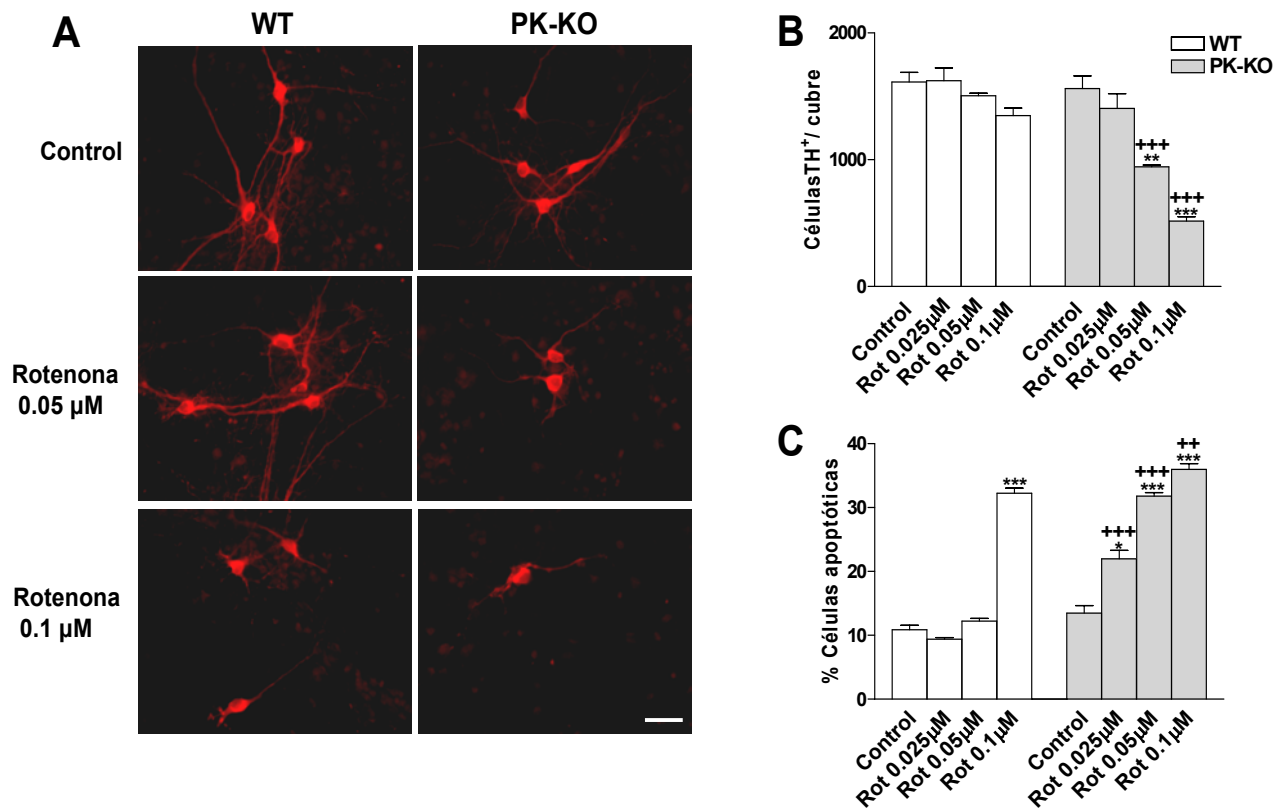 A
WT
PK-KO
Control
Rotenona
0.05 µM
Rotenona
0.1 µM
B
CélulasTH+/ cubre
2000
1000
0
WT
PK-KO
+++
**
+++
***
Control
Rot 0.025µM
Rot 0.05µM
Rot 0.1µM
Control
Rot 0.025µM
Rot 0.05µM
Rot 0.1µM
C
% Células apoptóticas
40
30
20
10
0
***
+++
*
+++
***
++
***
Control
Rot 0.025µM
Rot 0.05µM
Rot 0.1µM
Control
Rot 0.025µM
Rot 0.05µM
Rot 0.1µM